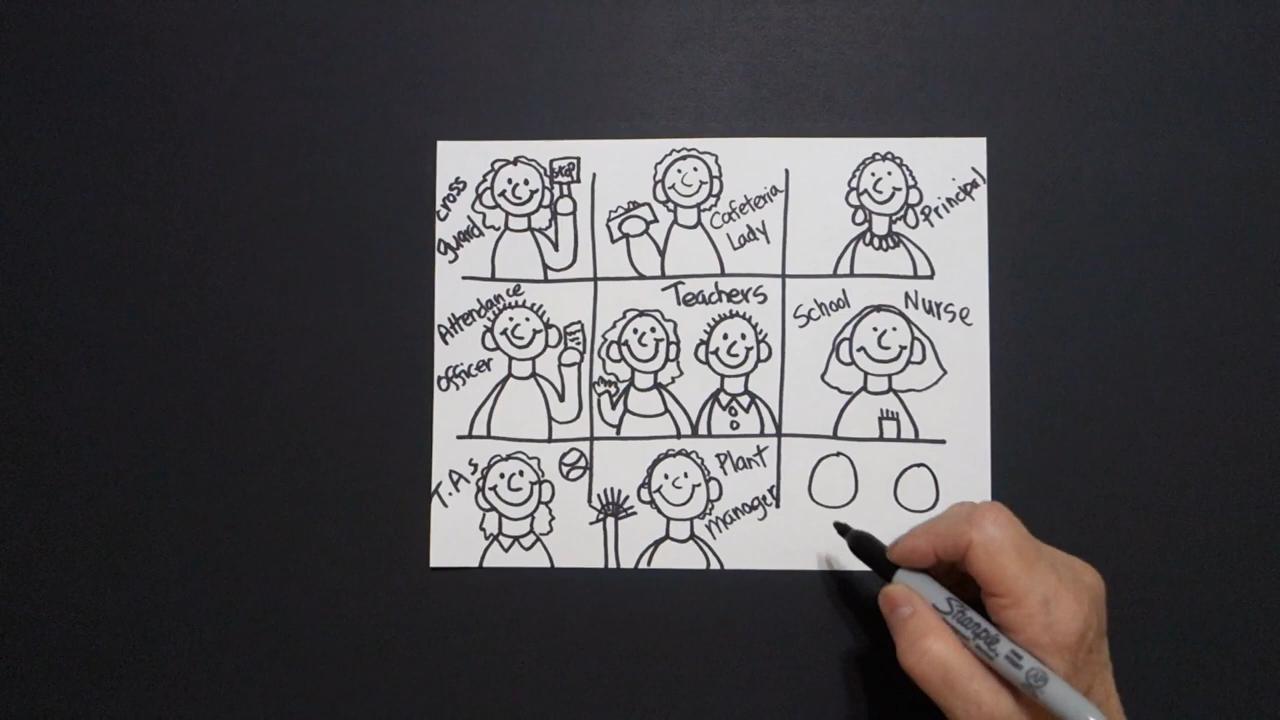 cross
guard
stop
Cafeteria
Lady
Principal
Attendance
officer
Teachers
School Nurse
T.A.s
Plant
manager
Sharpie